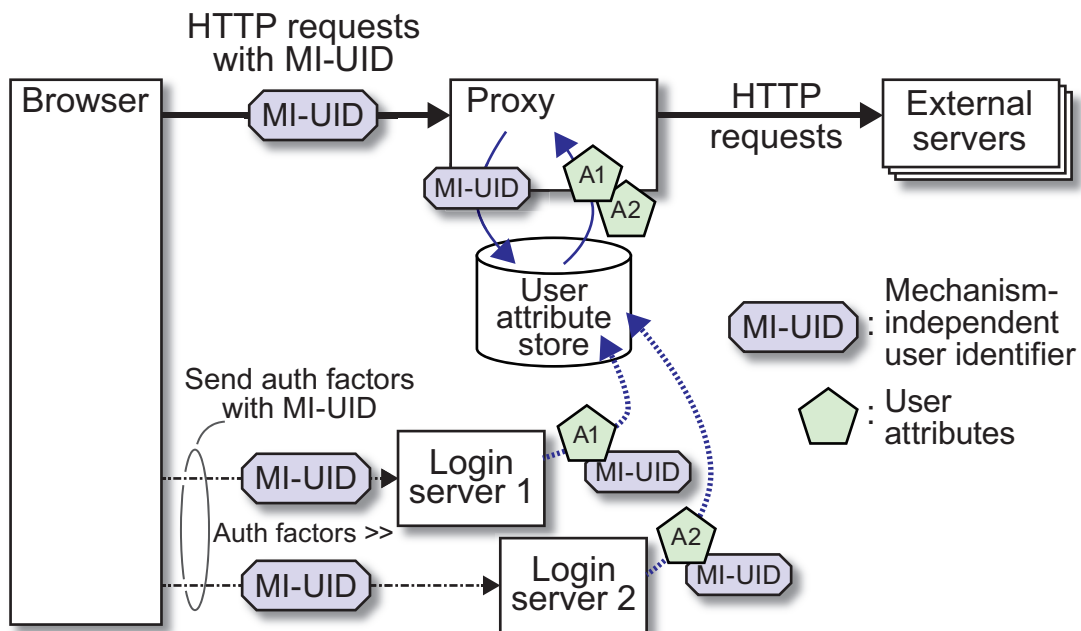 HTTP requests
with MI-UID
Browser
MI-UID
Proxy
HTTP
requests
External
servers
MI-UID
A1
A2
User
attribute
store
MI-UID
:
Mechanism-
independent
user identifier
: User
attributes
Send auth factors
with MI-UID
MI-UID
Login
server 1
A1
MI-UID
Auth factors >>
MI-UID
Login
server 2
A2
MI-UID